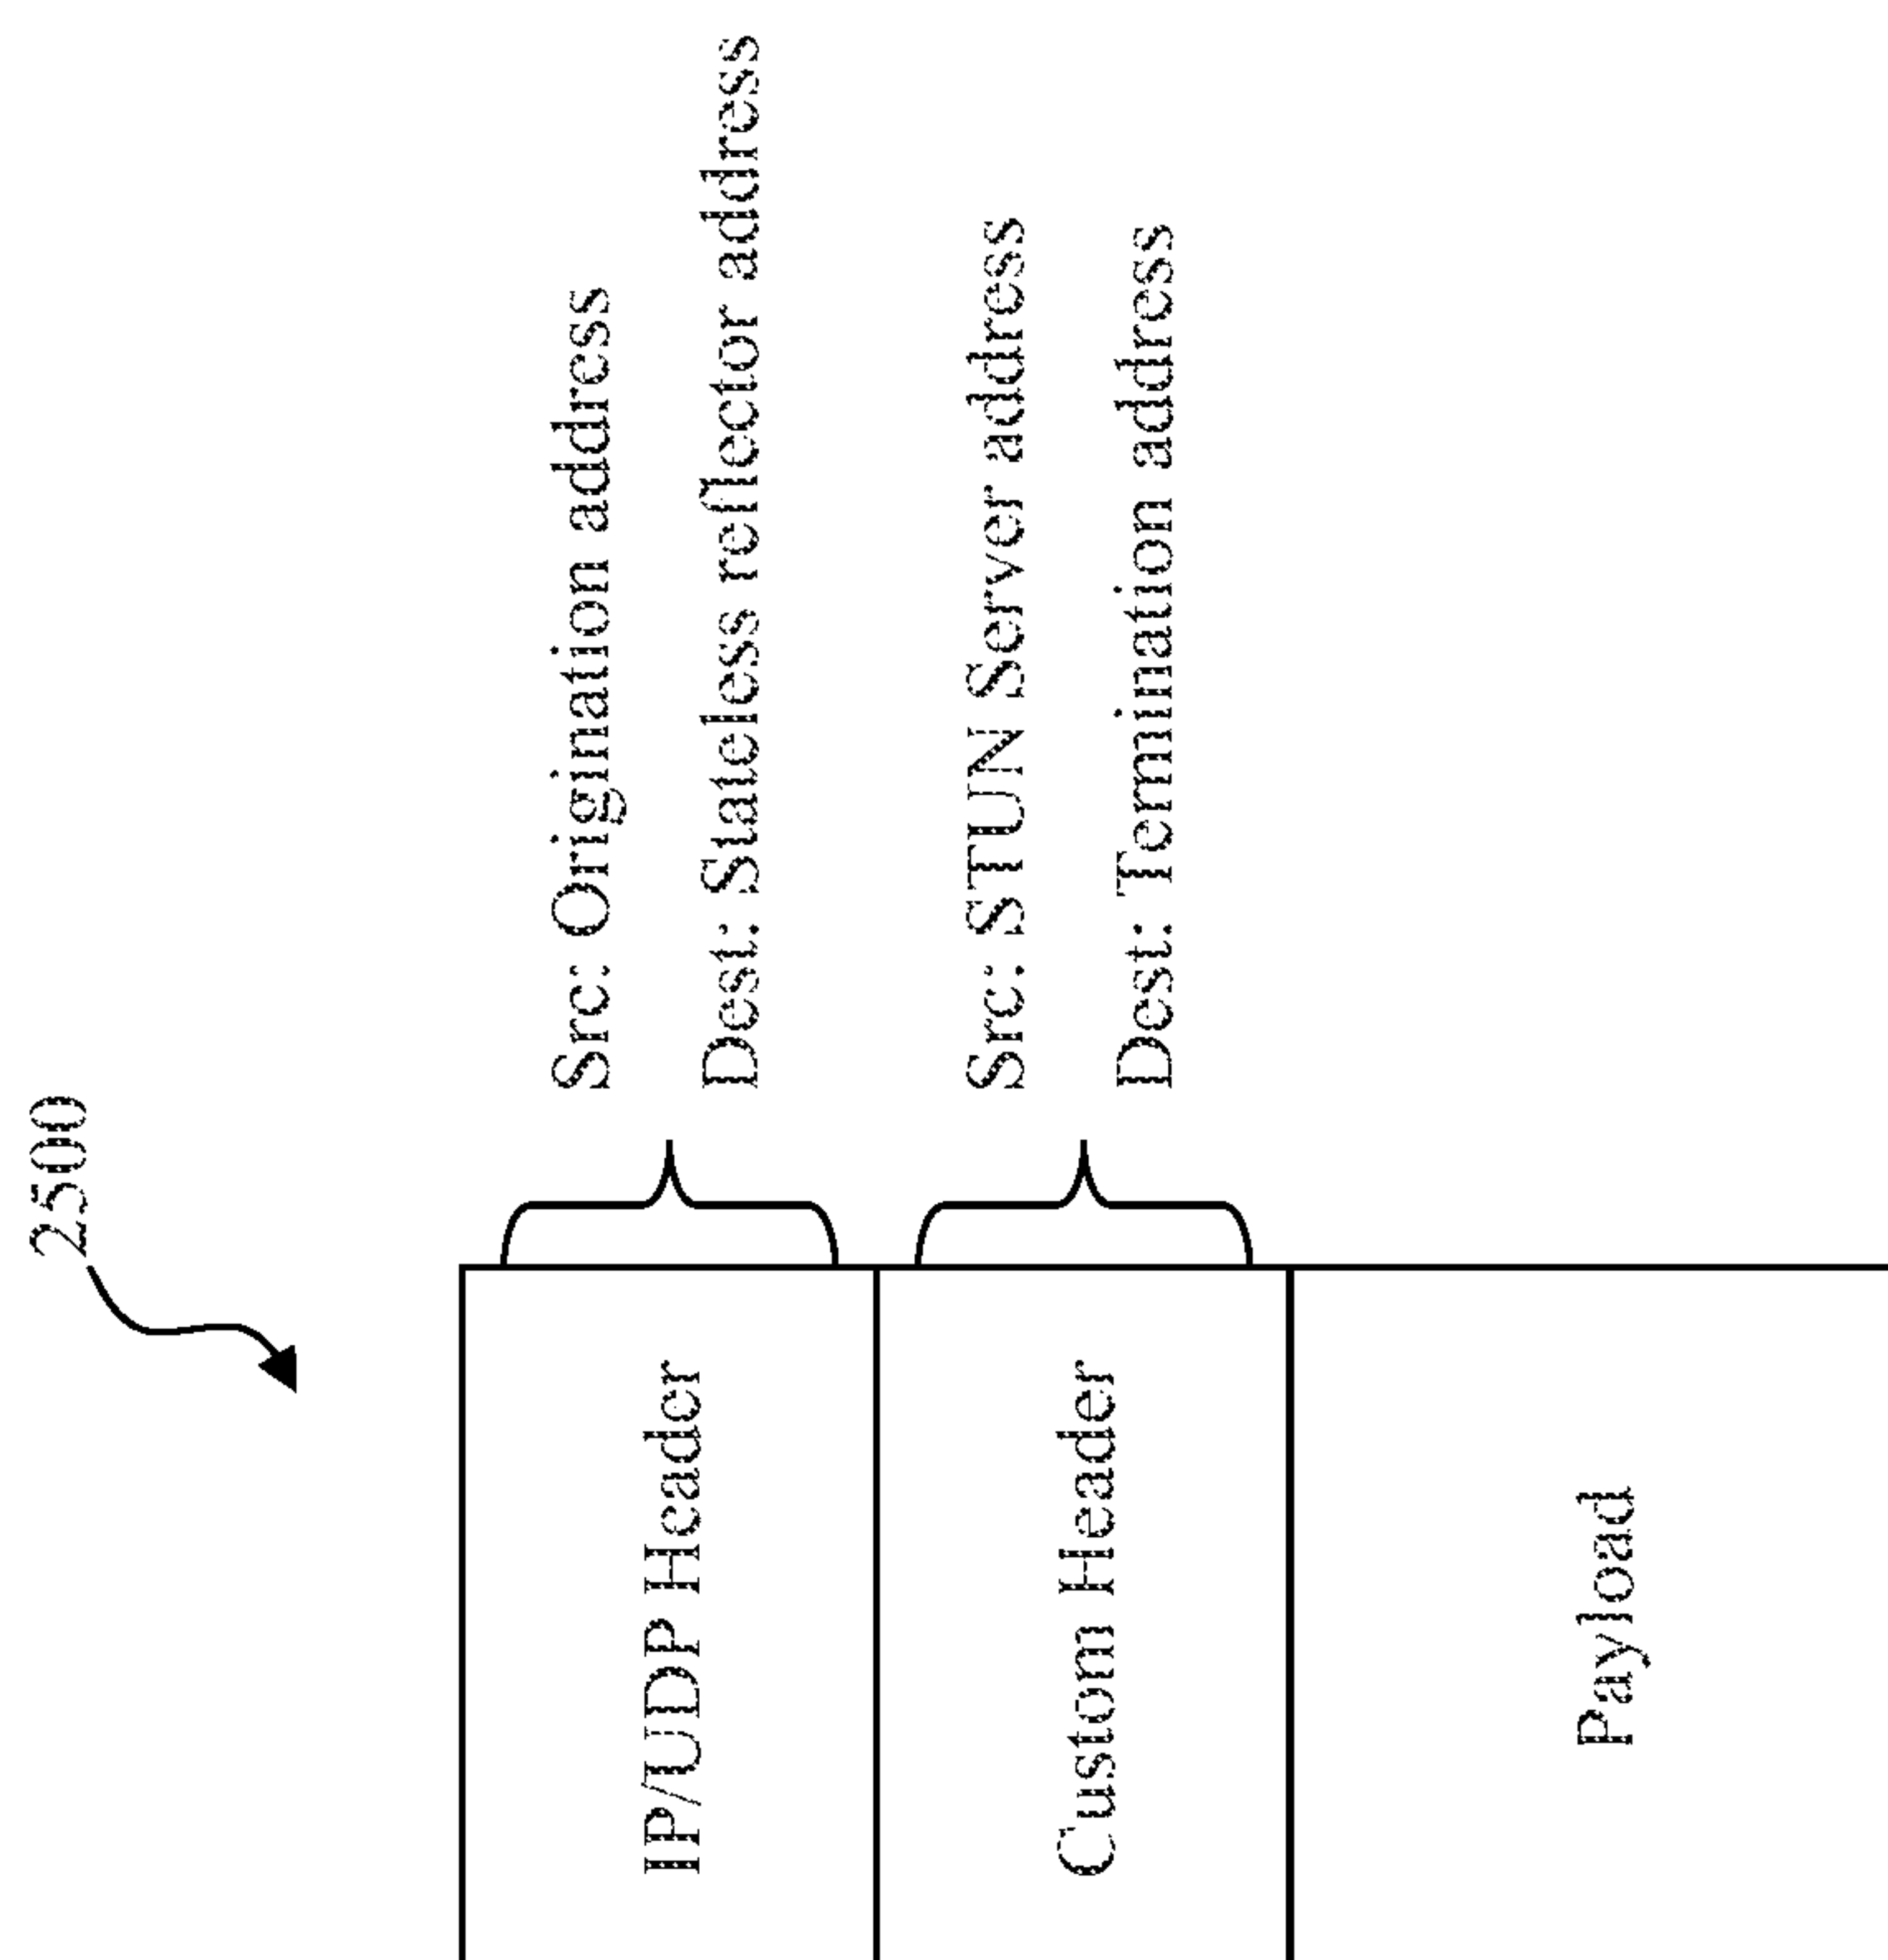 2500
IP/UDP Header
Src: Origination address
Dest: Stateless reflector address
Custom Header
Src: STUN Server address
Dest: Temination address
Payload